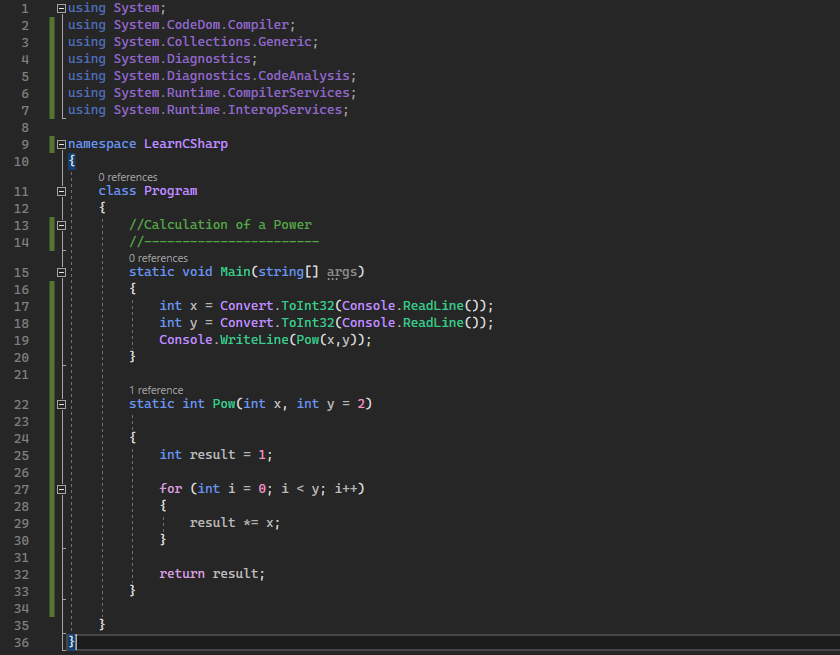 1 using System;
2 using System.CodeDom.Compiler;
3 using System.Collections.Generic;
4 using System.Diagnostics;
5 using System.Diagnostics.CodeAnalysis;
6 using System.Runtime.CompilerServices;
7 using System.Runtime.InteropServices;
8
9 namespace LearnCSharp
10 {
0 references
11 class Program
12 {
13 //Calculation of a Power
14 //-----------------------
0 references
15 static void Main(string[] args)
16 {
17 int x = Convert.ToInt32(Console.ReadLine());
18 int y = Convert.ToInt32(Console.ReadLine());
19 Console.WriteLine(Pow(x,y));
20 }
21
1 reference
22 static int Pow(int x, int y = 2)
23
24 {
25 int result = 1;
26
27 for (int i = 0; i < y; i++)
28 {
29 result *= x;
30 }
31
32 return result;
33 }
34
35 }
36 }